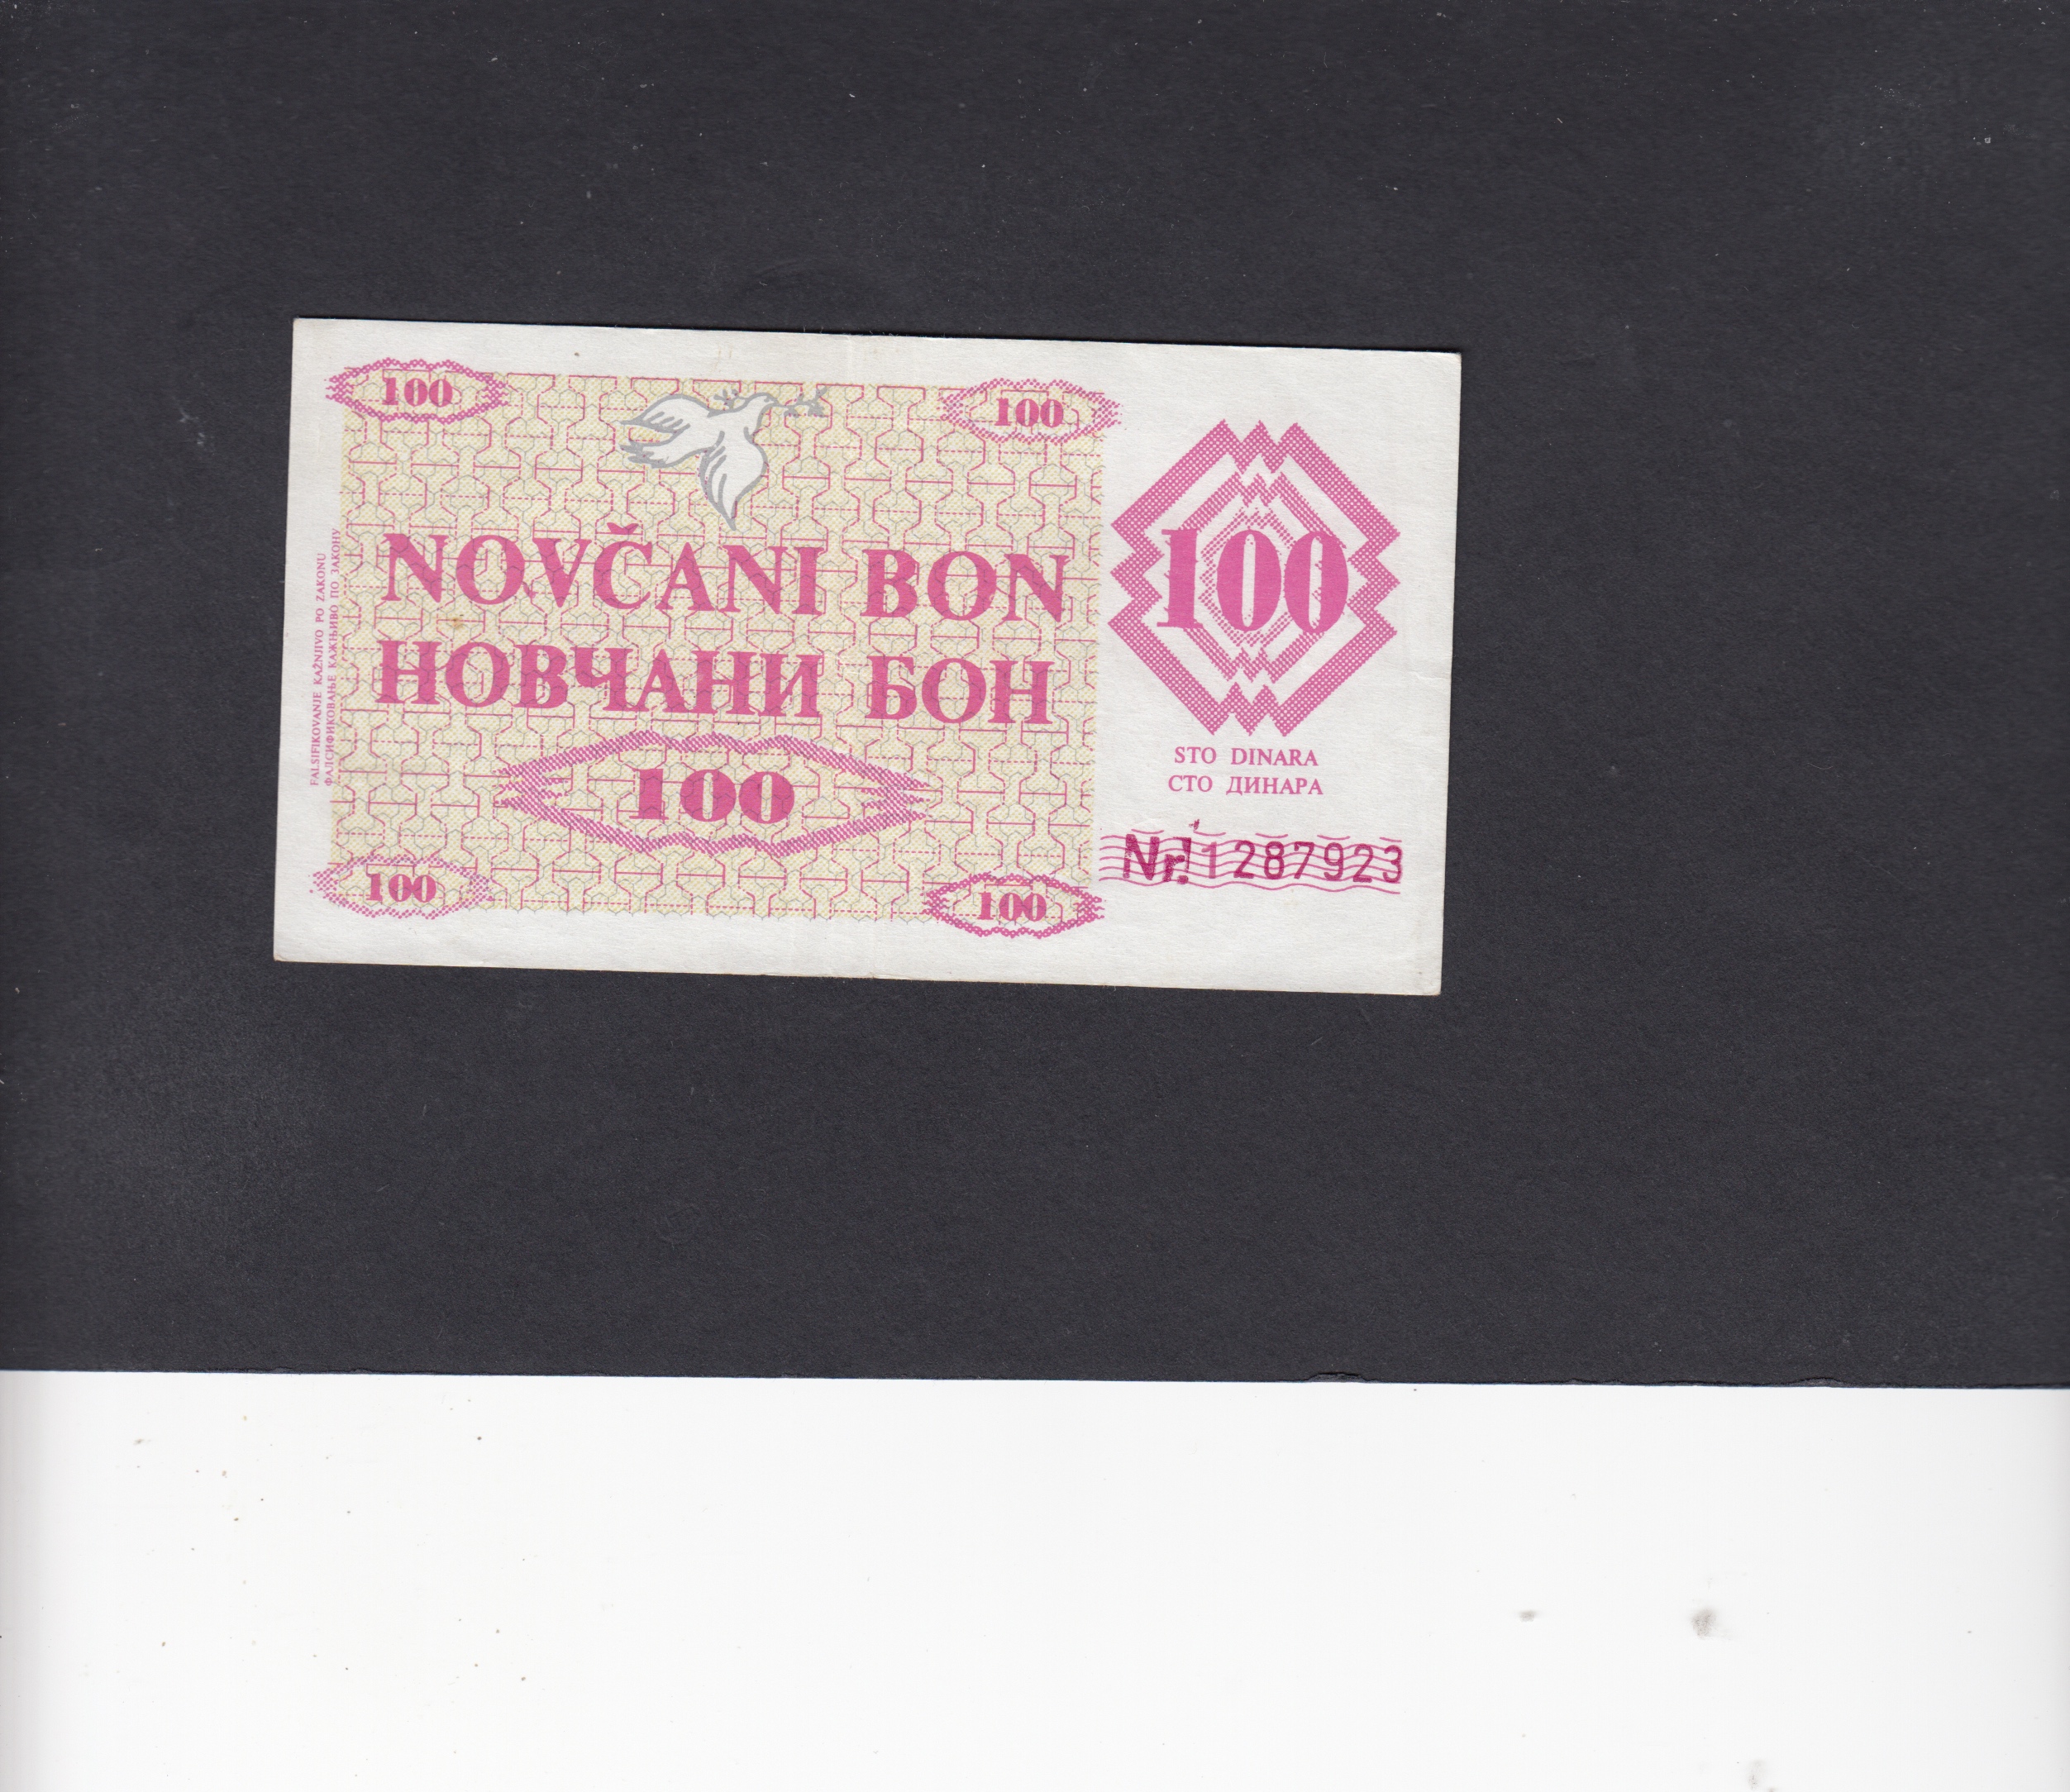 100
100
NOVČANI BON
НОВЧАНИ БОН
100
100
100
FALSIFIKOVANJE KAŽNJIVO PO ZAKONU
ФАЛСИФИКОВАЊЕ КАЖЊИВО ПО ЗАКОНУ
100
STO DINARA
СТО ДИНАРА
Nr. 1287923